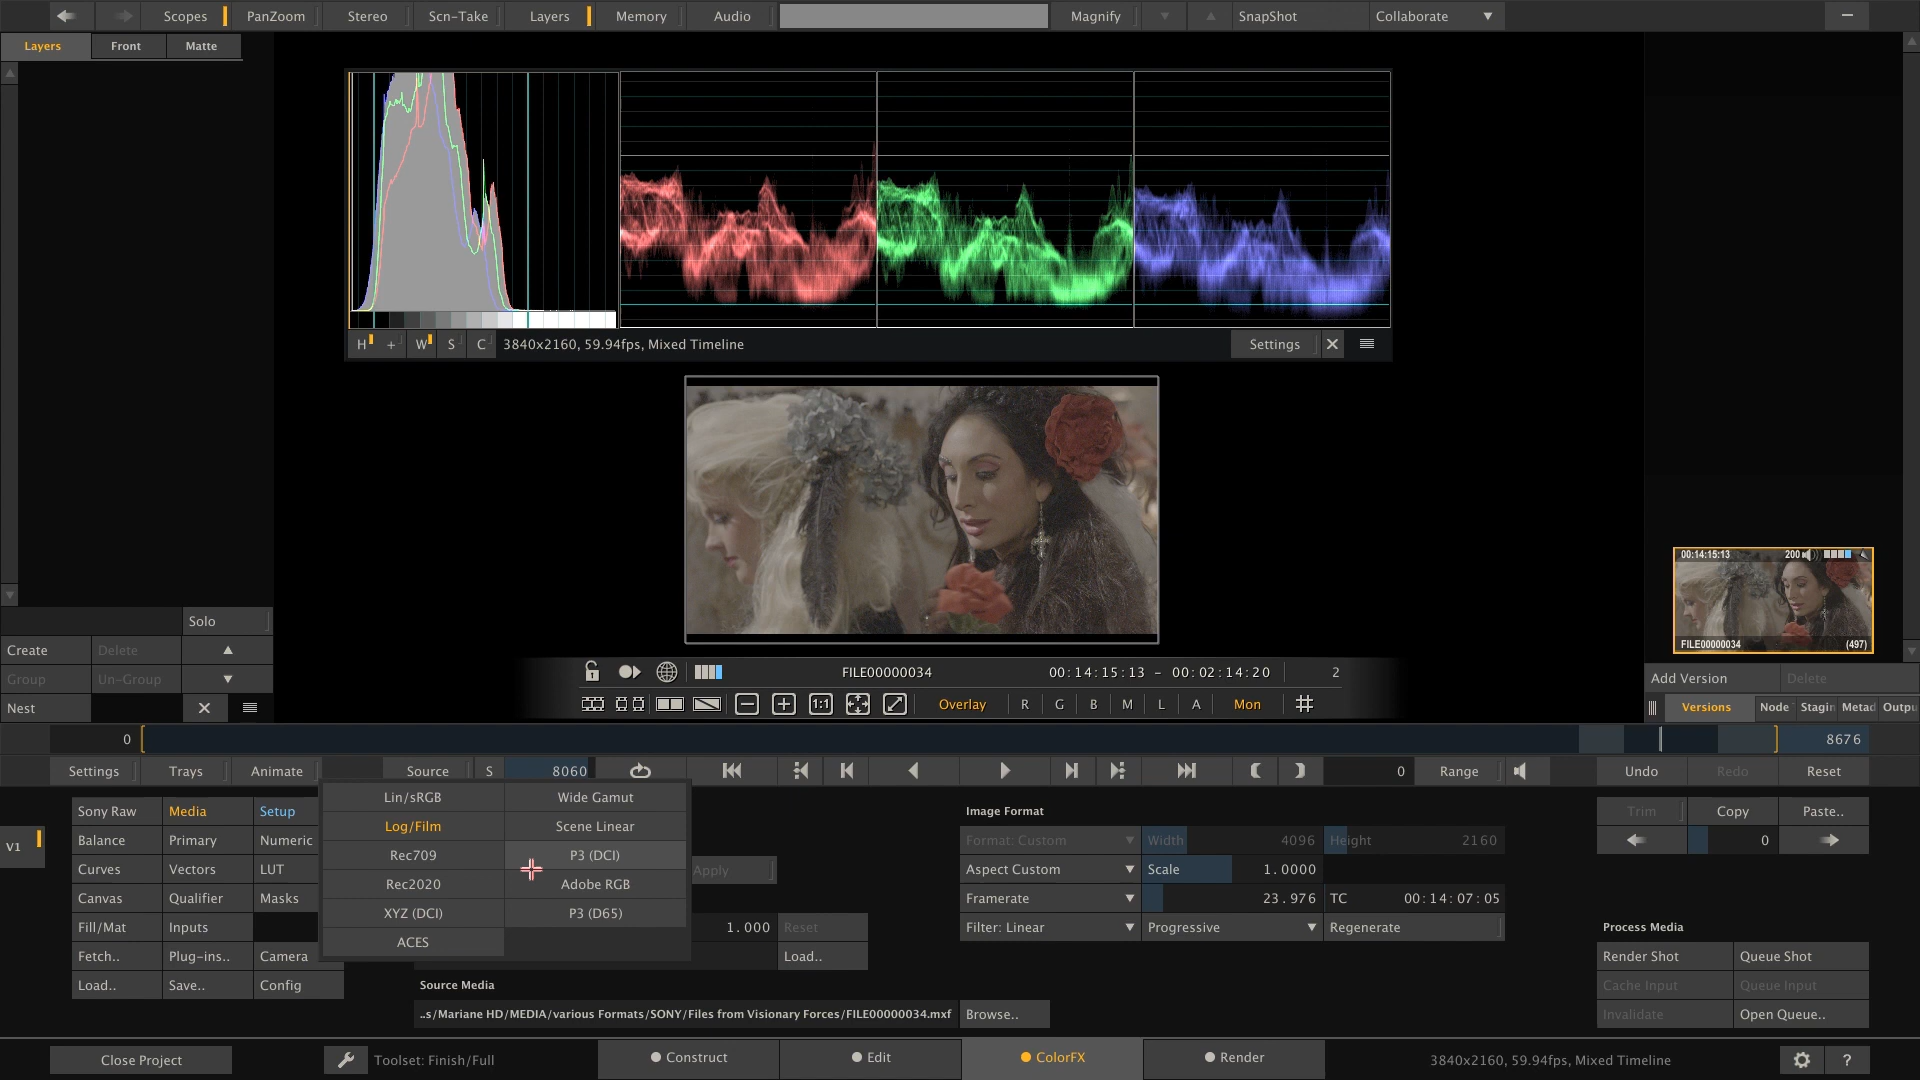 Scopes PanZoom Stereo Scn-Take Layers Memory Audio Magnify SnapShot Collaborate
Layers Front Matte
H + W S C 3840x2160, 59.94fps, Mixed Timeline Settings
00:14:15:13 200
FILE00000034 (497)
Solo
Create Delete
Group Un-Group
Nest
FILE00000034 00:14:15:13 - 00:02:14:20 2
1:1 Overlay R G B M L A Mon
Add Version Delete
Versions Node Stagin Metad Outpu
0 8676
Settings Trays Animate Source S 8060 0 Range Undo Redo Reset
V1
Sony Raw Media Setup
Balance Primary Numeric
Curves Vectors LUT
Canvas Qualifier Masks
Fill/Mat Inputs
Fetch.. Plug-ins.. Camera
Load.. Save.. Config
Lin/sRGB Wide Gamut
Log/Film Scene Linear
Rec709 P3 (DCI)
Rec2020 Adobe RGB
XYZ (DCI) P3 (D65)
ACES
Apply
1.000 Reset
Load..
Source Media
..s/Mariane HD/MEDIA/various Formats/SONY/Files from Visionary Forces/FILE00000034.mxf Browse..
Image Format
Format: Custom Width 4096 Height 2160
Aspect Custom Scale 1.0000
Framerate 23.976 TC 00:14:07:05
Filter: Linear Progressive Regenerate
Trim Copy Paste..
0
Process Media
Render Shot Queue Shot
Cache Input Queue Input
Invalidate Open Queue..
Close Project Toolset: Finish/Full Construct Edit ColorFX Render 3840x2160, 59.94fps, Mixed Timeline ?